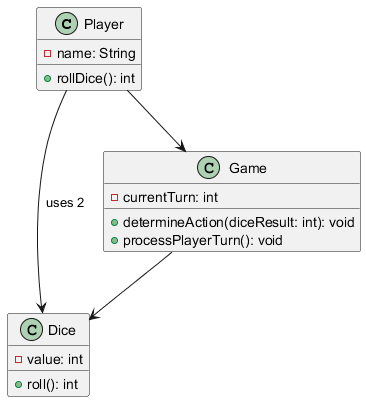 C Player
name: String
rollDice(): int
C Game
currentTurn: int
determineAction(diceResult: int): void
processPlayerTurn(): void
uses 2
C Dice
value: int
roll(): int